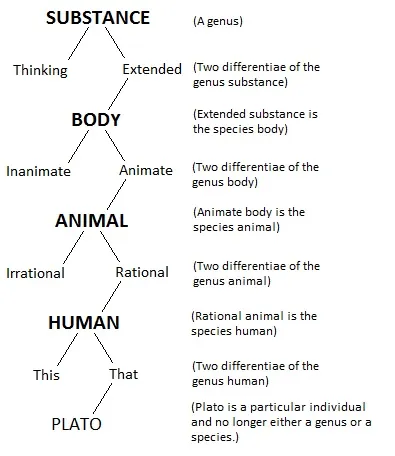 SUBSTANCE (A genus)
Thinking Extended (Two differentiae of the
genus substance)
BODY (Extended substance is
the species body)
Inanimate Animate (Two differentiae of the
genus body)
ANIMAL (Animate body is the
species animal)
Irrational Rational (Two differentiae of the
genus animal)
HUMAN (Rational animal is the
species human)
This That (Two differentiae of the
genus human)
PLATO (Plato is a particular individual
and no longer either a genus or a
species.)